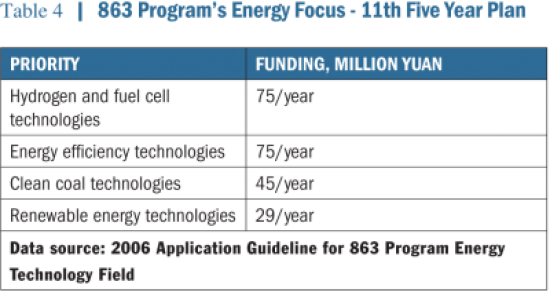 Table 4 | 863 Program's Energy Focus - 11th Five Year Plan
PRIORITY FUNDING, MILLION YUAN
Hydrogen and fuel cell 75/year
technologies
Energy efficiency technologies 75/year
Clean coal technologies 45/year
Renewable energy technologies 29/year
Data source: 2006 Application Guideline for 863 Program Energy
Technology Field